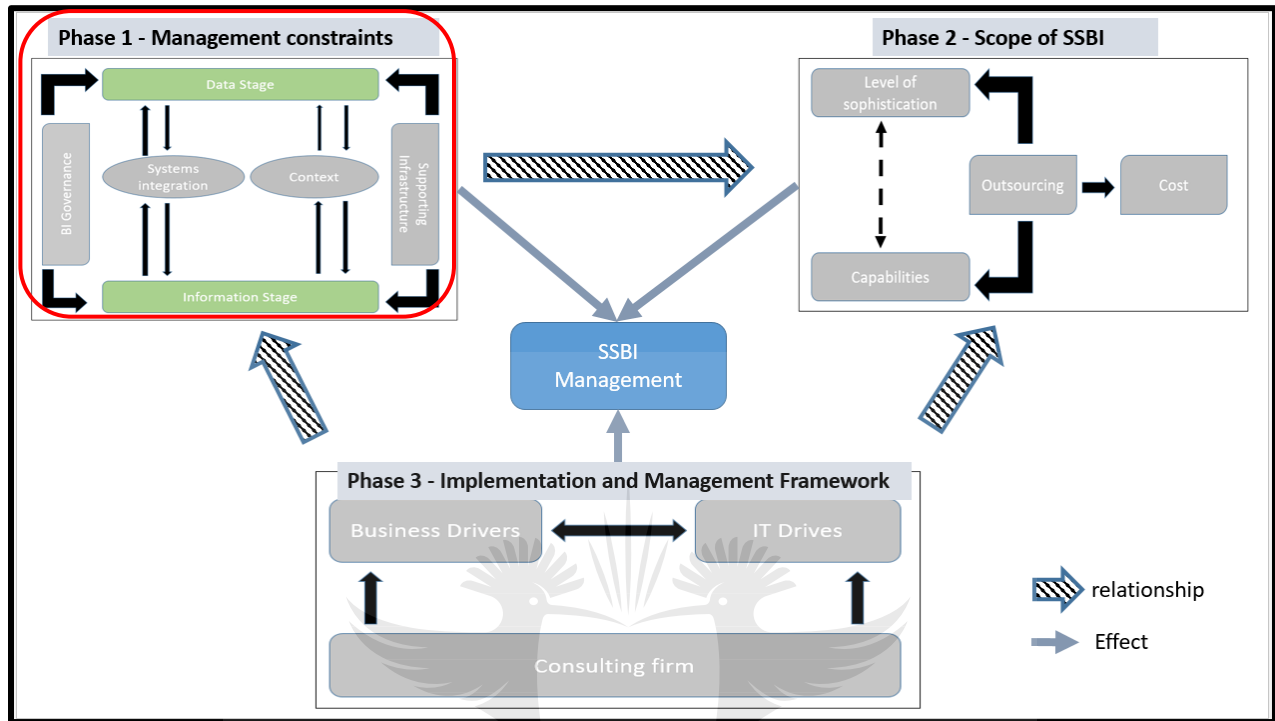 Phase 1 - Management constraints
Data Stage
BI Governance
Systems
integration
Context
Supporting
Infrastructure
Information Stage
Phase 2 - Scope of SSBI
Level of
sophistication
Outsourcing
Cost
Capabilities
SSBI
Management
Phase 3 - Implementation and Management Framework
Business Drivers
IT Drives
Consulting firm
relationship
Effect